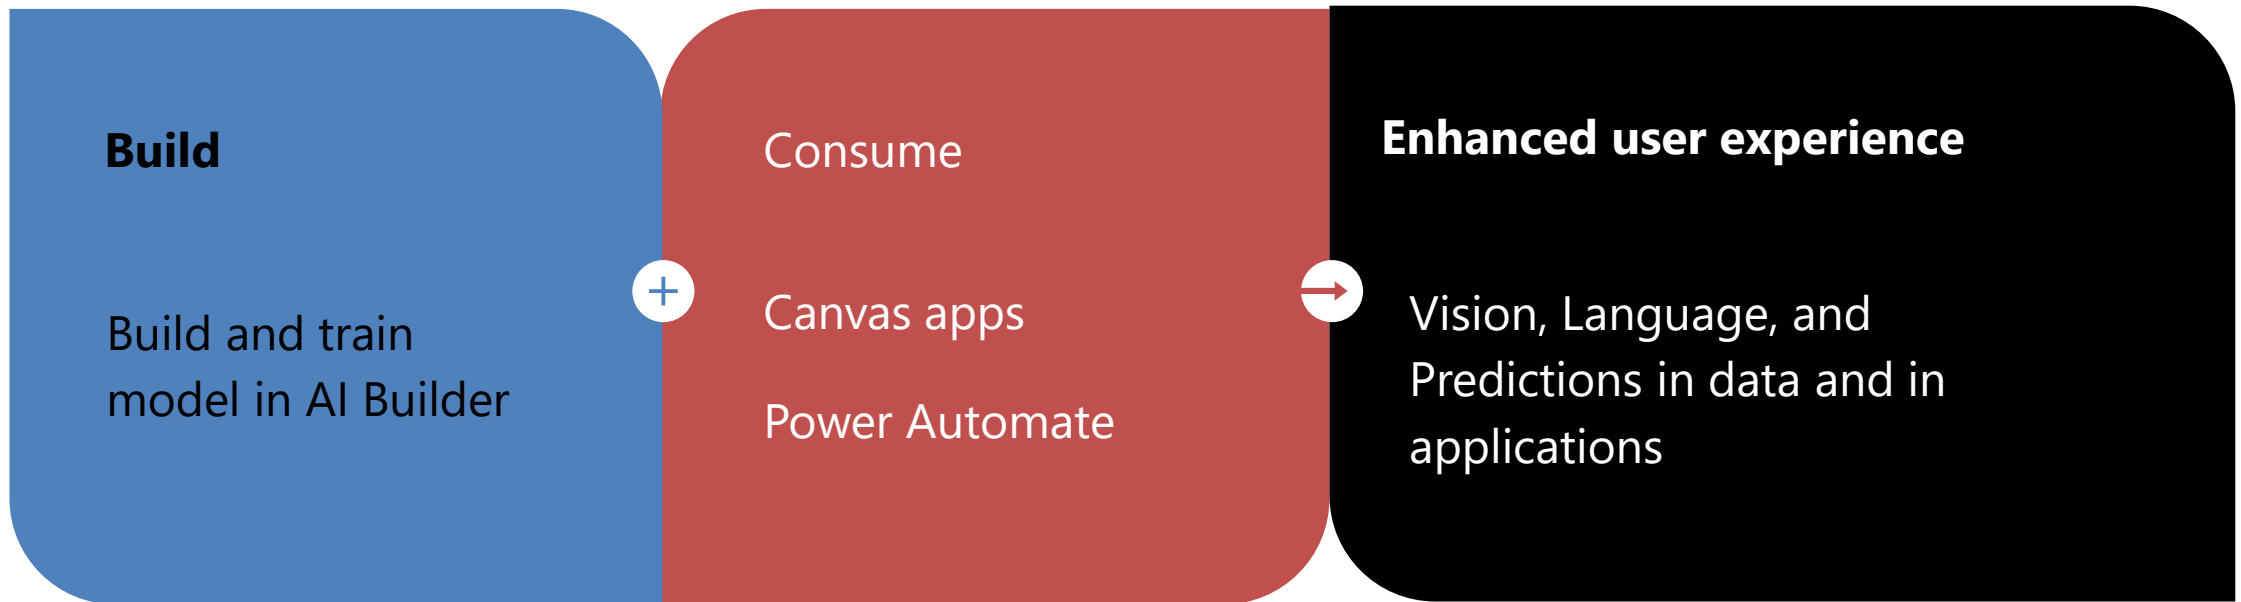 Build
Build and train
model in AI Builder
Consume
Canvas apps
Power Automate
Enhanced user experience
Vision, Language, and
Predictions in data and in
applications